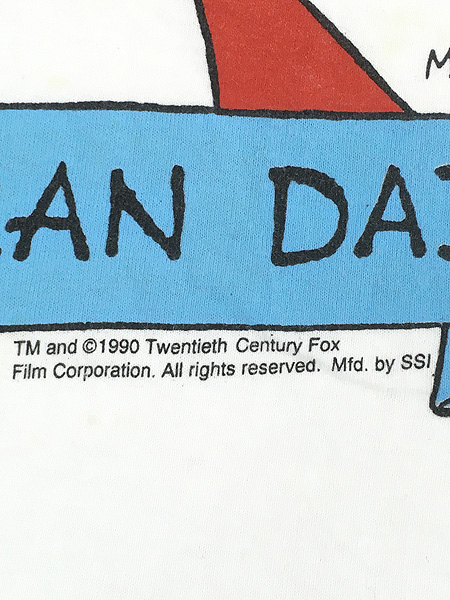 M
AN DA
TM and ©1990 Twentieth Century Fox
Film Corporation. All rights reserved. Mfd. by SSI